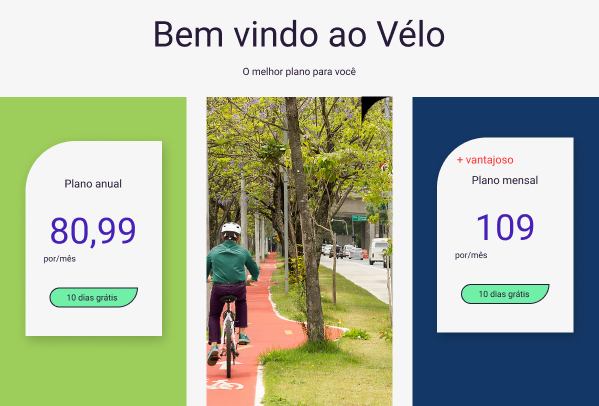 Bem vindo ao Vélo
O melhor plano para você
Plano anual
80,99
por/mês
10 dias grátis
+ vantajoso
Plano mensal
109
por/mês
10 dias grátis